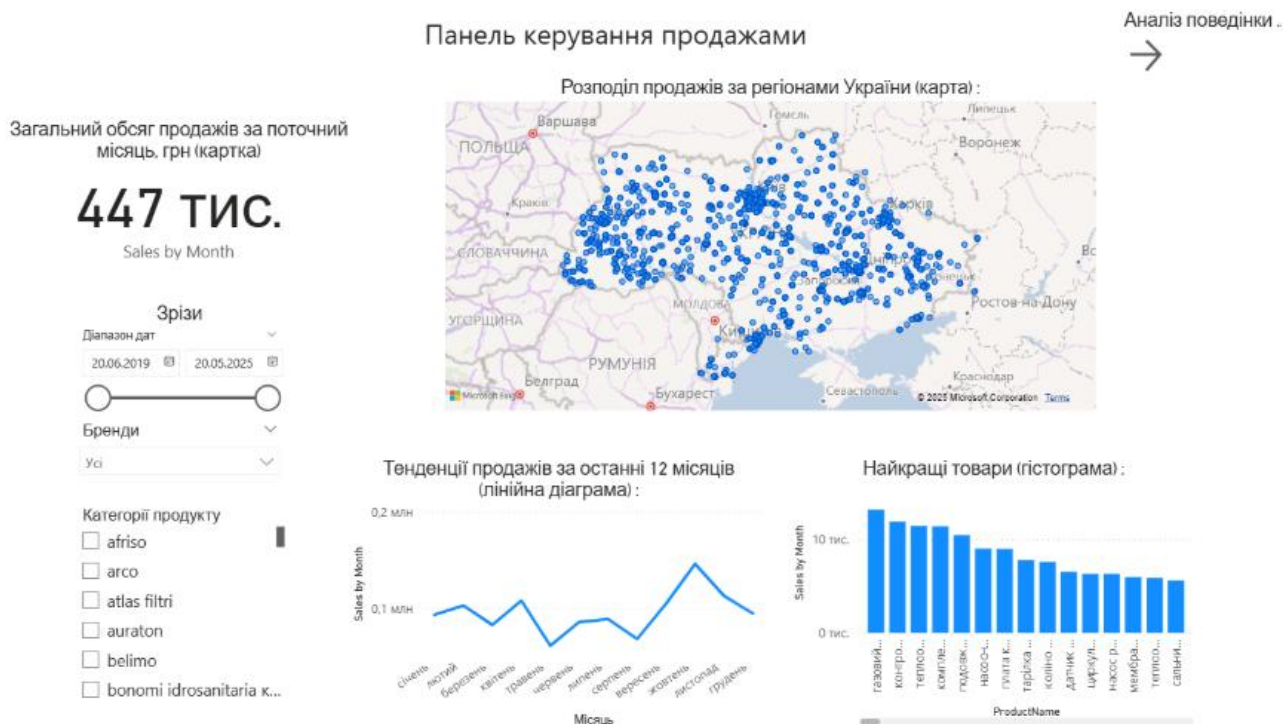 Аналіз поведінки ..
Панель керування продажами
Розподіл продажів за регіонами України (карта) :
Загальний обсяг продажів за поточний
місяць, грн (картка)
447 тис.
Sales by Month
Зрізи
Діапазон дат
20.06.2019
20.05.2025
Бренди
Усі
Категорії продукту
afriso
arco
atlas filtri
auraton
belimo
bonomi idrosanitaria к...
Варшава
ПОЛЬЩА
Гомель
Липецьк
Воронеж
Краків
Харків
СЛОВАЧЧИНА
МОЛДОВА
УГОРЩИНА
Ростов-на-Дону
РУМУНІЯ
Белград
Бухарест
Севастополь
Краснодар
© 2025 Microsoft Corporation Terms
Тенденції продажів за останні 12 місяців
(лінійна діаграма) :
0,2 млн
0,1 млн
Sales by Month
січень
лютий
березень
квітень
травень
червень
липень
серпень
вересень
жовтень
листопад
грудень
Місяць
Найкращі товари (гістограма) :
10 тис.
0 тис.
Sales by Month
газовий...
контро...
темпо...
компле...
подовж...
насос-ч...
плата к...
тарілка ...
коліно ...
датчик ...
циркул...
насос р...
мембра...
сальни...
ProductName